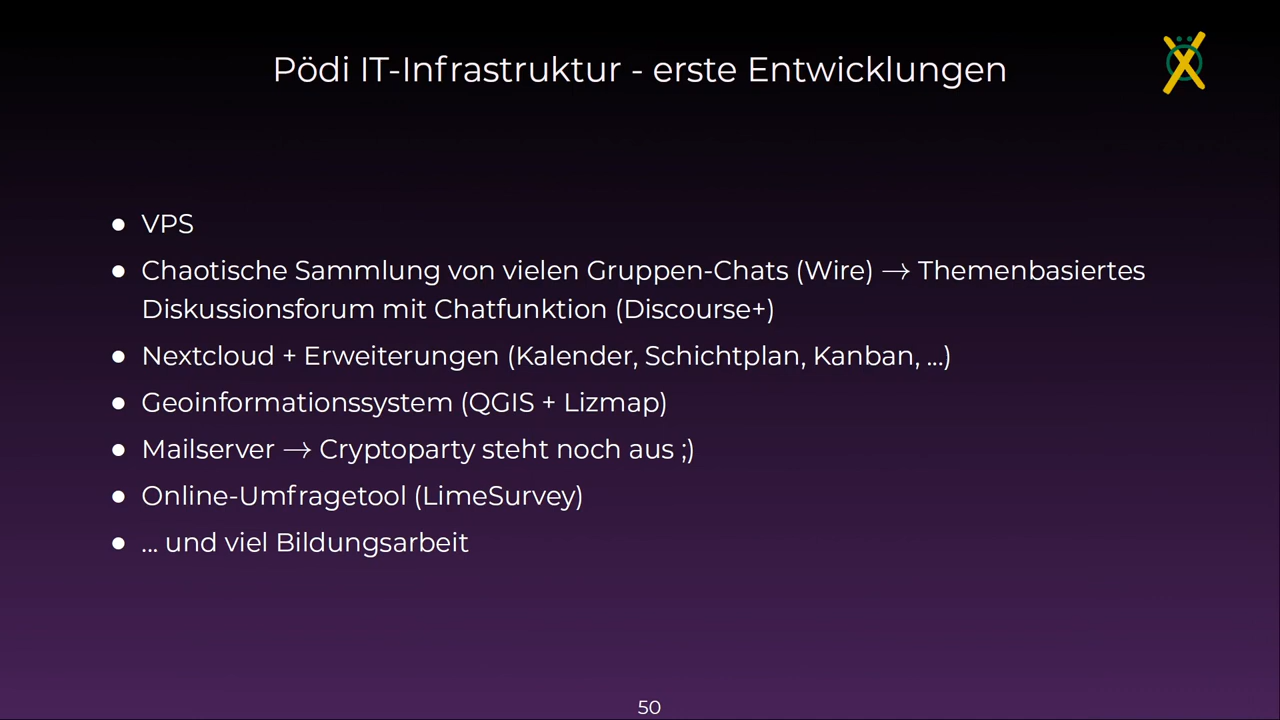 Pödi IT-Infrastruktur - erste Entwicklungen
● VPS
● Chaotische Sammlung von vielen Gruppen-Chats (Wire) → Themenbasiertes
Diskussionsforum mit Chatfunktion (Discourse+)
● Nextcloud + Erweiterungen (Kalender, Schichtplan, Kanban, ...)
● Geoinformationssystem (QGIS + Lizmap)
● Mailserver → Cryptoparty steht noch aus ;)
● Online-Umfragetool (LimeSurvey)
● ... und viel Bildungsarbeit
50